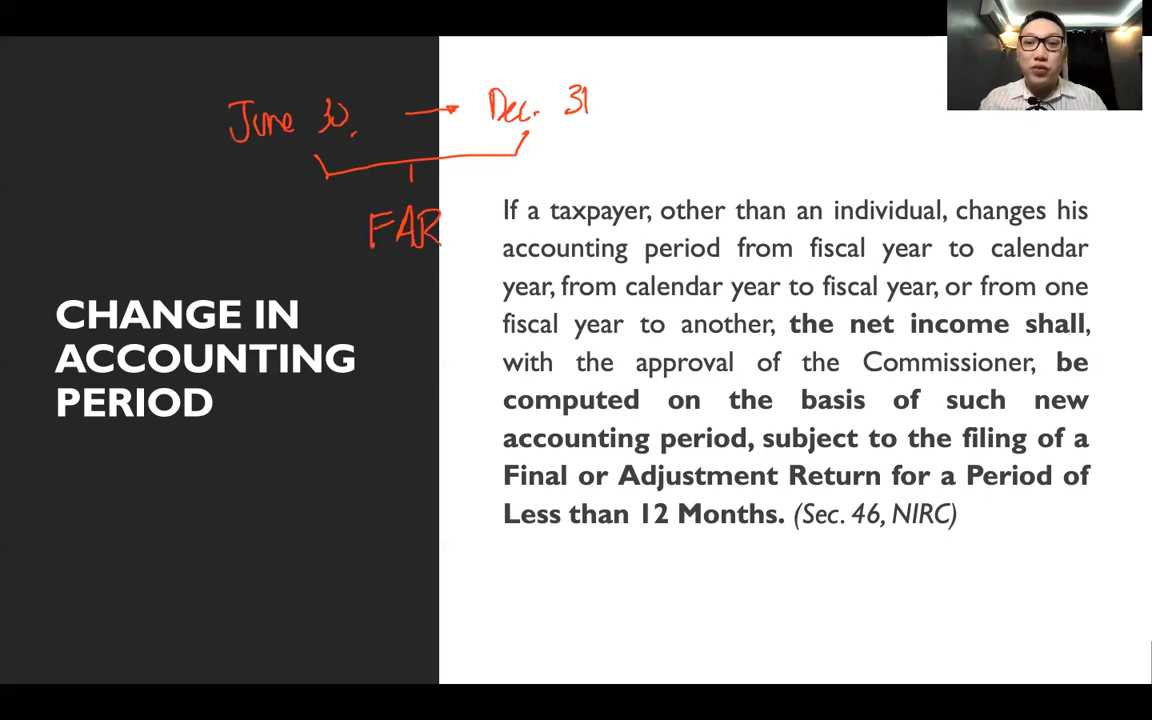 June 30. → Dec. 31
FAR
CHANGE IN
ACCOUNTING
PERIOD
If a taxpayer, other than an individual, changes his
accounting period from fiscal year to calendar
year, from calendar year to fiscal year, or from one
fiscal year to another, the net income shall,
with the approval of the Commissioner, be
computed on the basis of such new
accounting period, subject to the filing of a
Final or Adjustment Return for a Period of
Less than 12 Months. (Sec. 46, NIRC)